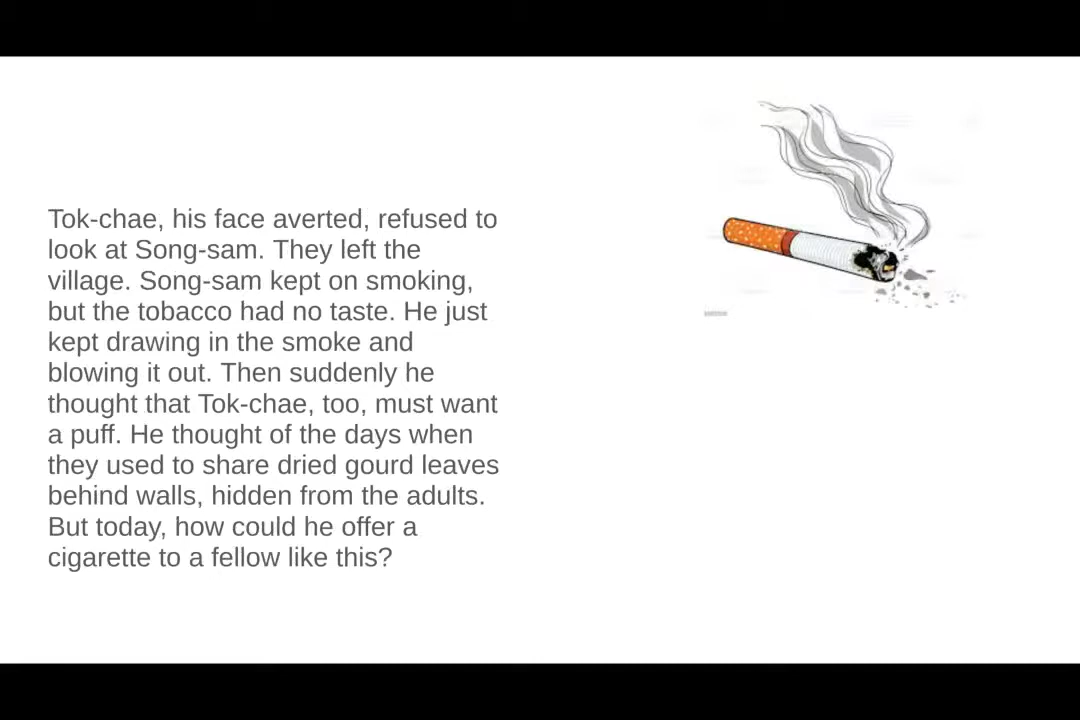 Tok-chae, his face averted, refused to
look at Song-sam. They left the
village. Song-sam kept on smoking,
but the tobacco had no taste. He just
kept drawing in the smoke and
blowing it out. Then suddenly he
thought that Tok-chae, too, must want
a puff. He thought of the days when
they used to share dried gourd leaves
behind walls, hidden from the adults.
But today, how could he offer a
cigarette to a fellow like this?